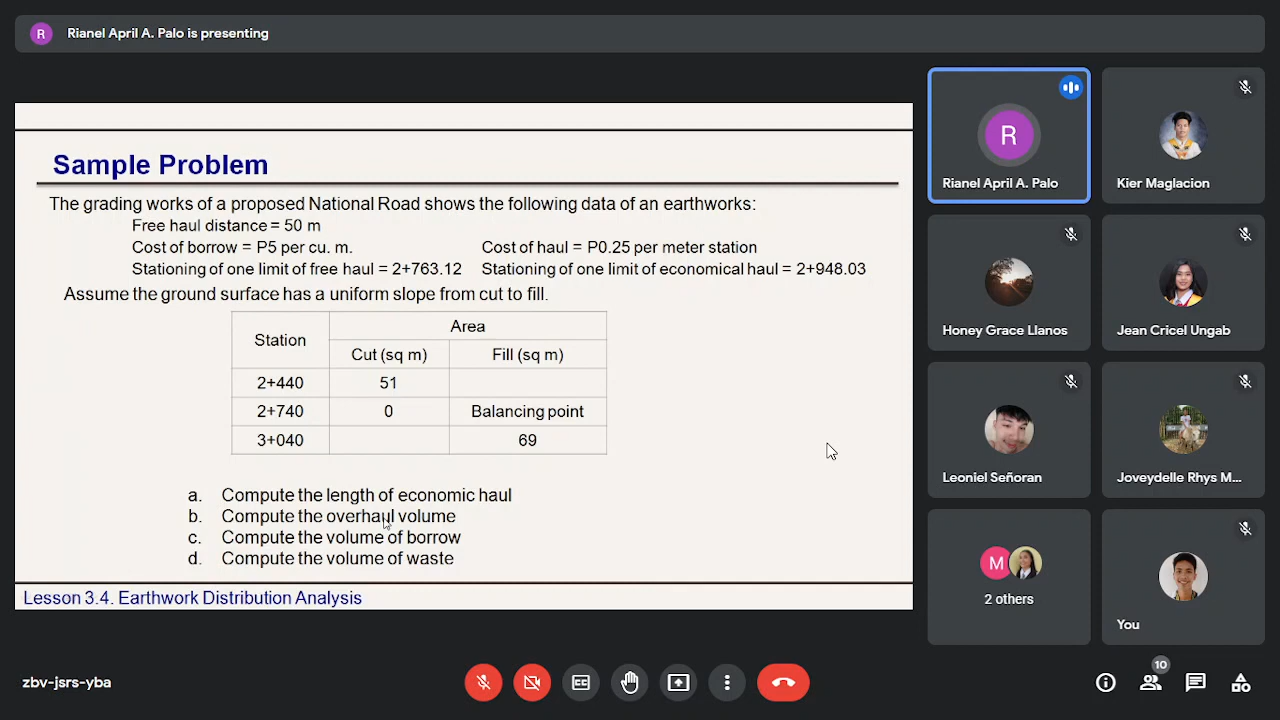 R Rianel April A. Palo is presenting
Sample Problem
The grading works of a proposed National Road shows the following data of an earthworks:
Free haul distance = 50 m
Cost of borrow = P5 per cu. m. Cost of haul = P0.25 per meter station
Stationing of one limit of free haul = 2+763.12 Stationing of one limit of economical haul = 2+948.03
Assume the ground surface has a uniform slope from cut to fill.
Station Area
Cut (sq m) Fill (sq m)
2+440 51
2+740 0 Balancing point
3+040 69
a. Compute the length of economic haul
b. Compute the overhaul volume
c. Compute the volume of borrow
d. Compute the volume of waste
Lesson 3.4. Earthwork Distribution Analysis
R
Rianel April A. Palo
Kier Maglacion
Honey Grace Llanos
Jean Cricel Ungab
Leoniel Señoran
Joveydelle Rhys M...
M
2 others
You
zbv-jsrs-yba
CC
10